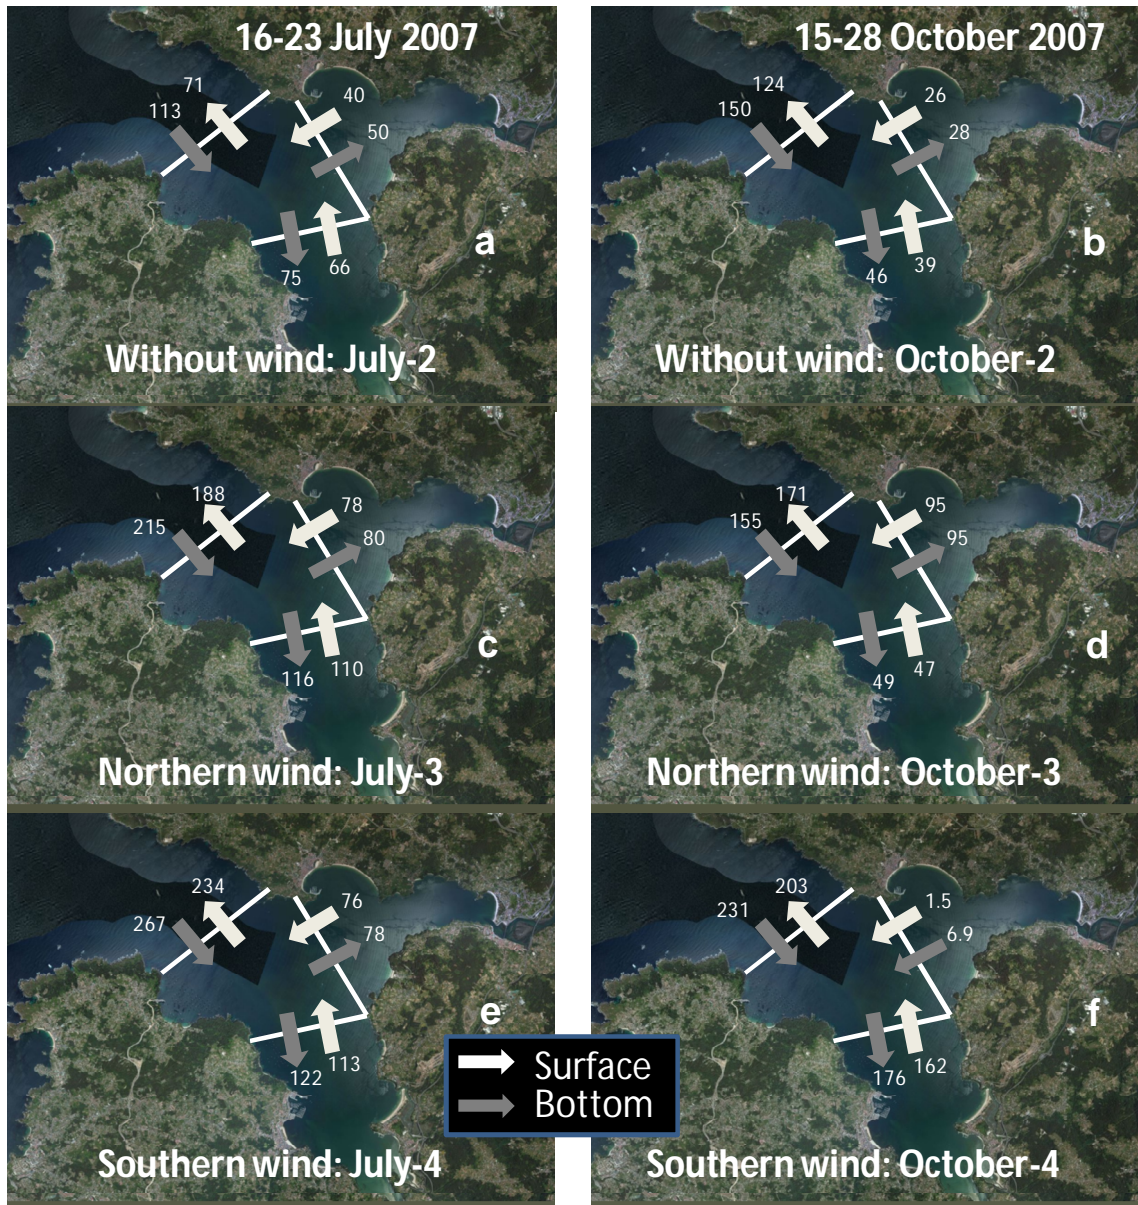 16-23 July 2007
71
113
40
50
75
66
a
Without wind: July-2
15-28 October 2007
124
150
26
28
46
39
b
Without wind: October-2
188
215
78
80
116
110
c
Northern wind: July-3
171
155
95
95
49
47
d
Northern wind: October-3
234
267
76
78
122
113
e
Southern wind: July-4
203
231
1.5
6.9
176
162
f
Southern wind: October-4
Surface
Bottom